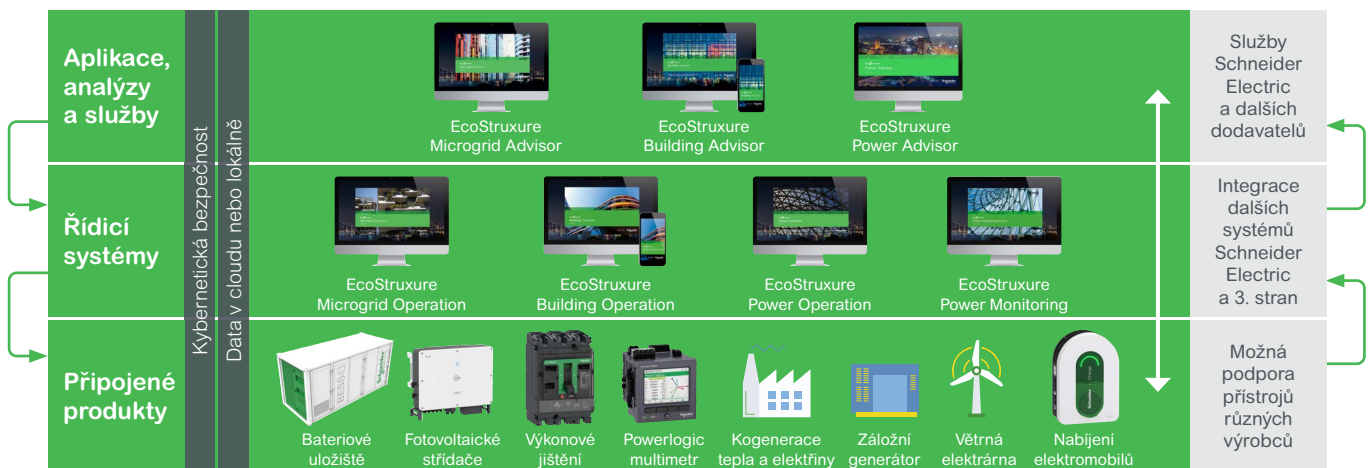 Aplikace,
analýzy
a služby
Kybernetická bezpečnost
Data v cloudu nebo lokálně
EcoStruxure
Microgrid Advisor
EcoStruxure
Building Advisor
EcoStruxure
Power Advisor
Služby
Schneider
Electric
a dalších
dodavatelů
Řídicí
systémy
EcoStruxure
Microgrid Operation
EcoStruxure
Building Operation
EcoStruxure
Power Operation
EcoStruxure
Power Monitoring
Integrace
dalších
systémů
Schneider
Electric
a 3. stran
Připojené
produkty
Schneider
BESS
Bateriové
uložiště
Fotovoltaické
střídače
Výkonové
jištění
Powerlogic
multimetr
Kogenerace
tepla a elektřiny
Záložní
generátor
Větrná
elektrárna
Schneider
Nabíjení
elektromobilů
Možná
podpora
přístrojů
různých
výrobců